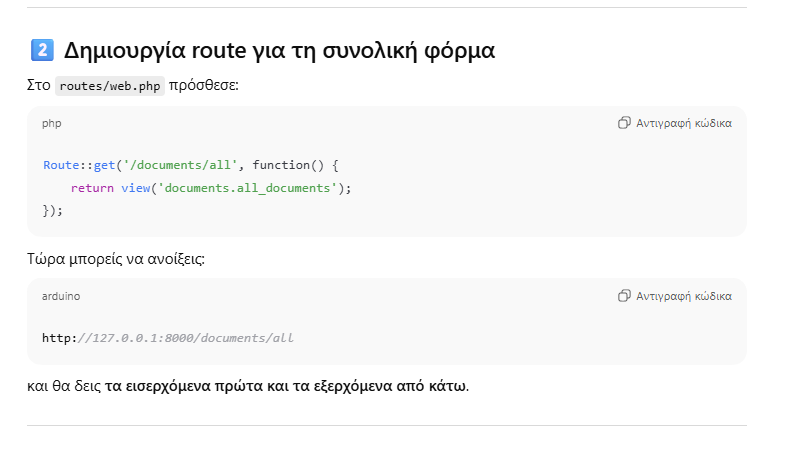 2 Δημιουργία route για τη συνολική φόρμα
Στο routes/web.php πρόσθεσε:
php Αντιγραφή κώδικα
Route::get('/documents/all', function() {
    return view('documents.all_documents');
});
Τώρα μπορείς να ανοίξεις:
arduino Αντιγραφή κώδικα
http://127.0.0.1:8000/documents/all
και θα δεις τα εισερχόμενα πρώτα και τα εξερχόμενα από κάτω.